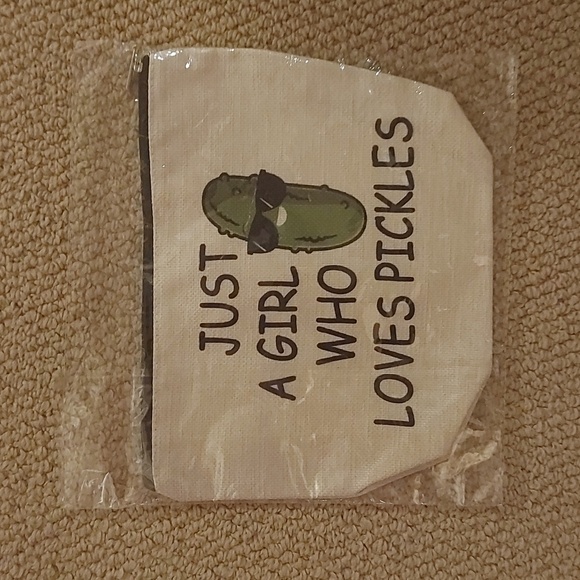 JUST
A GIRL
WHO
LOVES PICKLES